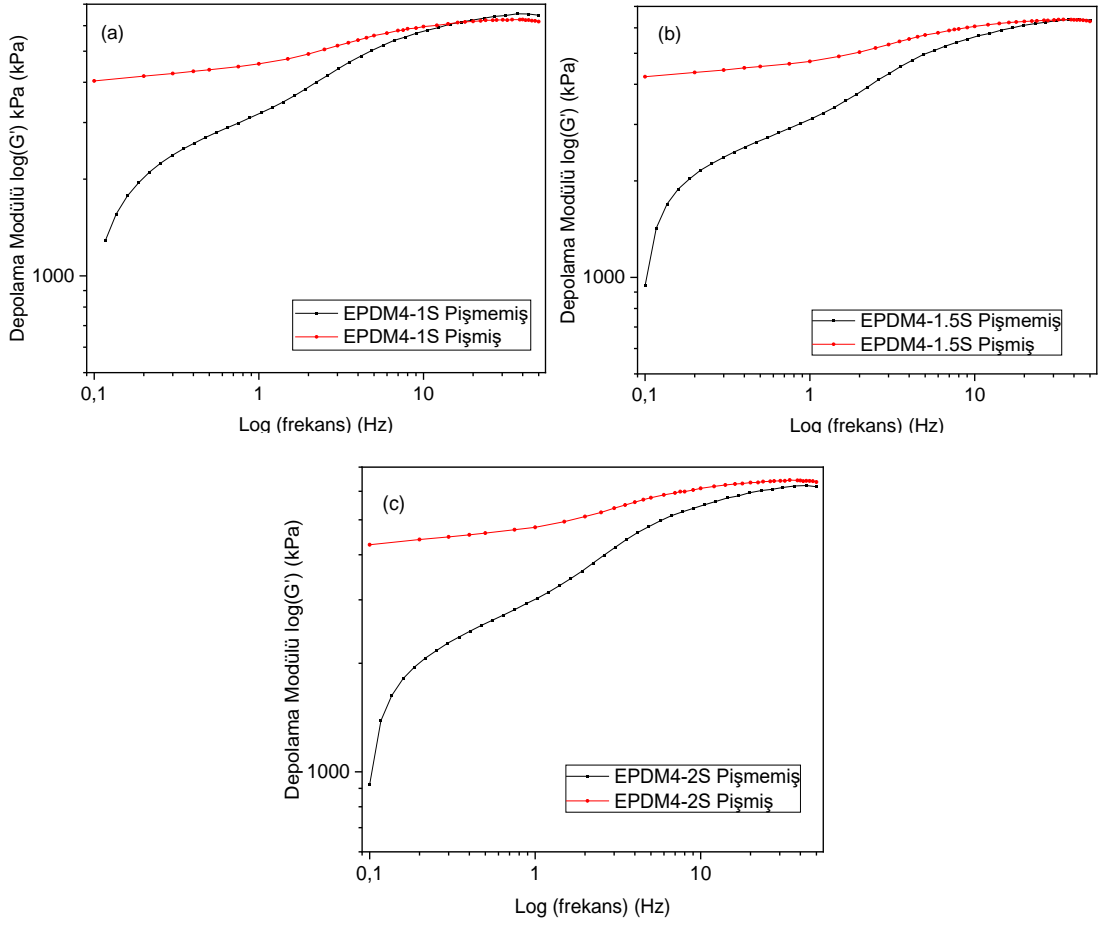 (a)
Depolama Modülü log(G') kPa (kPa)
1000
0,1
1
10
Log (frekans) (Hz)
EPDM4-1S Pişmemiş
EPDM4-1S Pişmiş
(b)
Depolama Modülü log(G') (kPa)
1000
0,1
1
10
Log (frekans) (Hz)
EPDM4-1.5S Pişmemiş
EPDM4-1.5S Pişmiş
(c)
Depolama Modülü log(G') (kPa)
1000
0,1
1
10
Log (frekans) (Hz)
EPDM4-2S Pişmemiş
EPDM4-2S Pişmiş